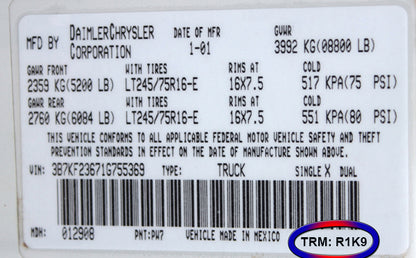 MFD BY DAIMLERCHRYSLER CORPORATION DATE OF MFR 1-01 GVWR 3992 KG(08800 LB)
GAWR FRONT WITH TIRES RIMS AT COLD
2359 KG(5200 LB) LT245/75R16-E 16X7.5 517 KPA(75 PSI)
GAWR REAR WITH TIRES RIMS AT COLD
2760 KG(6084 LB) LT245/75R16-E 16X7.5 551 KPA(80 PSI)
THIS VEHICLE CONFORMS TO ALL APPLICABLE FEDERAL MOTOR VEHICLE SAFETY AND THEFT
PREVENTION STANDARDS IN EFFECT ON THE DATE OF MANUFACTURE SHOWN ABOVE.
VIN: 3B7KF23671G755369 TYPE: TRUCK SINGLE X DUAL
MDH: 012908 PNT:PW7 VEHICLE MADE IN MEXICO TRM: R1K9